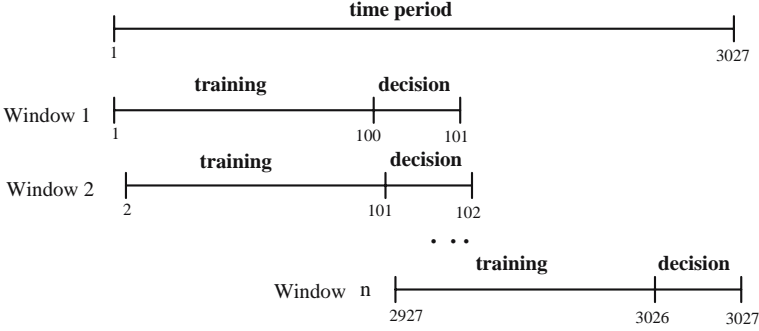 time period
1 3027
training decision
Window 1
1 100 101
training decision
Window 2
2 101 102
. . .
training decision
Window n
2927 3026 3027